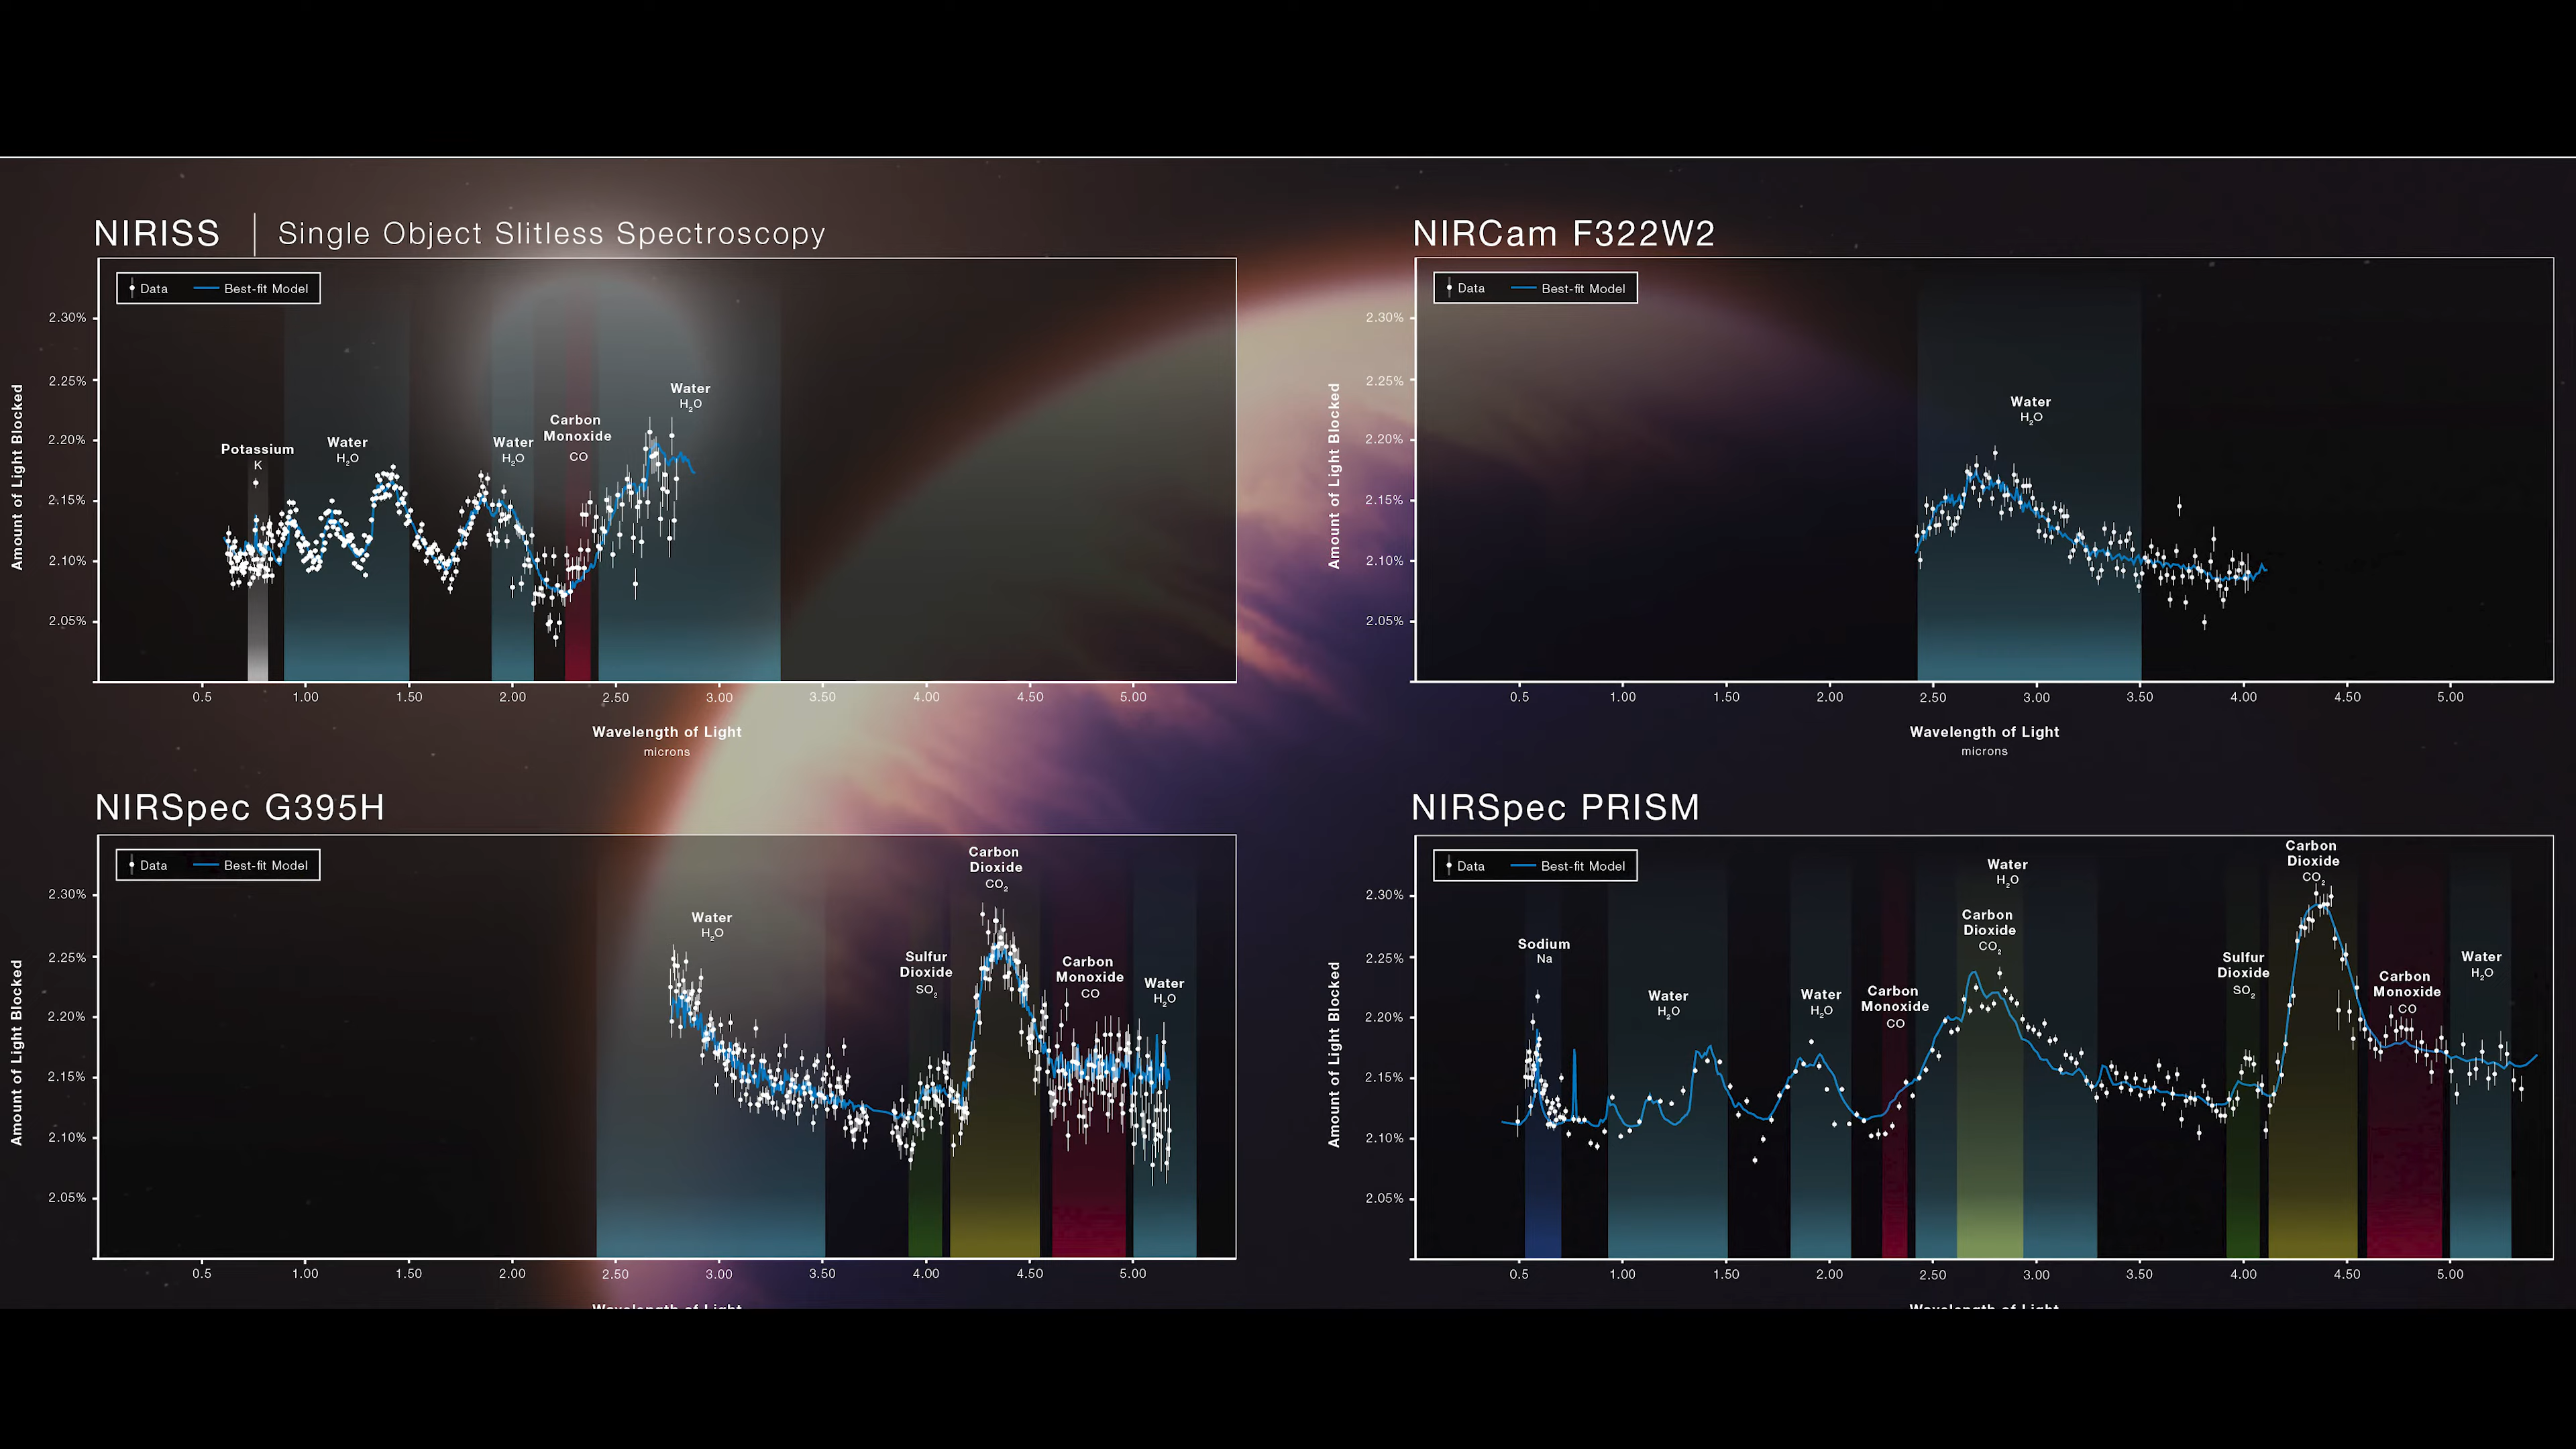 NIRISS | Single Object Slitless Spectroscopy
Data Best-fit Model
2.30%
2.25%
2.20%
2.15%
2.10%
2.05%
Amount of Light Blocked
Potassium
K
Water
H₂O
Water
H₂O
Carbon
Monoxide
CO
Water
H₂O
0.5 1.00 1.50 2.00 2.50 3.00 3.50 4.00 4.50 5.00
Wavelength of Light
microns
NIRCam F322W2
Data Best-fit Model
2.30%
2.25%
2.20%
2.15%
2.10%
2.05%
Amount of Light Blocked
Water
H₂O
0.5 1.00 1.50 2.00 2.50 3.00 3.50 4.00 4.50 5.00
Wavelength of Light
microns
NIRSpec G395H
Data Best-fit Model
2.30%
2.25%
2.20%
2.15%
2.10%
2.05%
Amount of Light Blocked
Water
H₂O
Sulfur
Dioxide
SO₂
Carbon
Dioxide
CO₂
Carbon
Monoxide
CO
Water
H₂O
0.5 1.00 1.50 2.00 2.50 3.00 3.50 4.00 4.50 5.00
Wavelength of Light
NIRSpec PRISM
Data Best-fit Model
2.30%
2.25%
2.20%
2.15%
2.10%
2.05%
Amount of Light Blocked
Sodium
Na
Water
H₂O
Water
H₂O
Carbon
Monoxide
CO
Water
H₂O
Carbon
Dioxide
CO₂
Sulfur
Dioxide
SO₂
Carbon
Dioxide
CO₂
Carbon
Monoxide
CO
Water
H₂O
0.5 1.00 1.50 2.00 2.50 3.00 3.50 4.00 4.50 5.00
Wavelength of Light